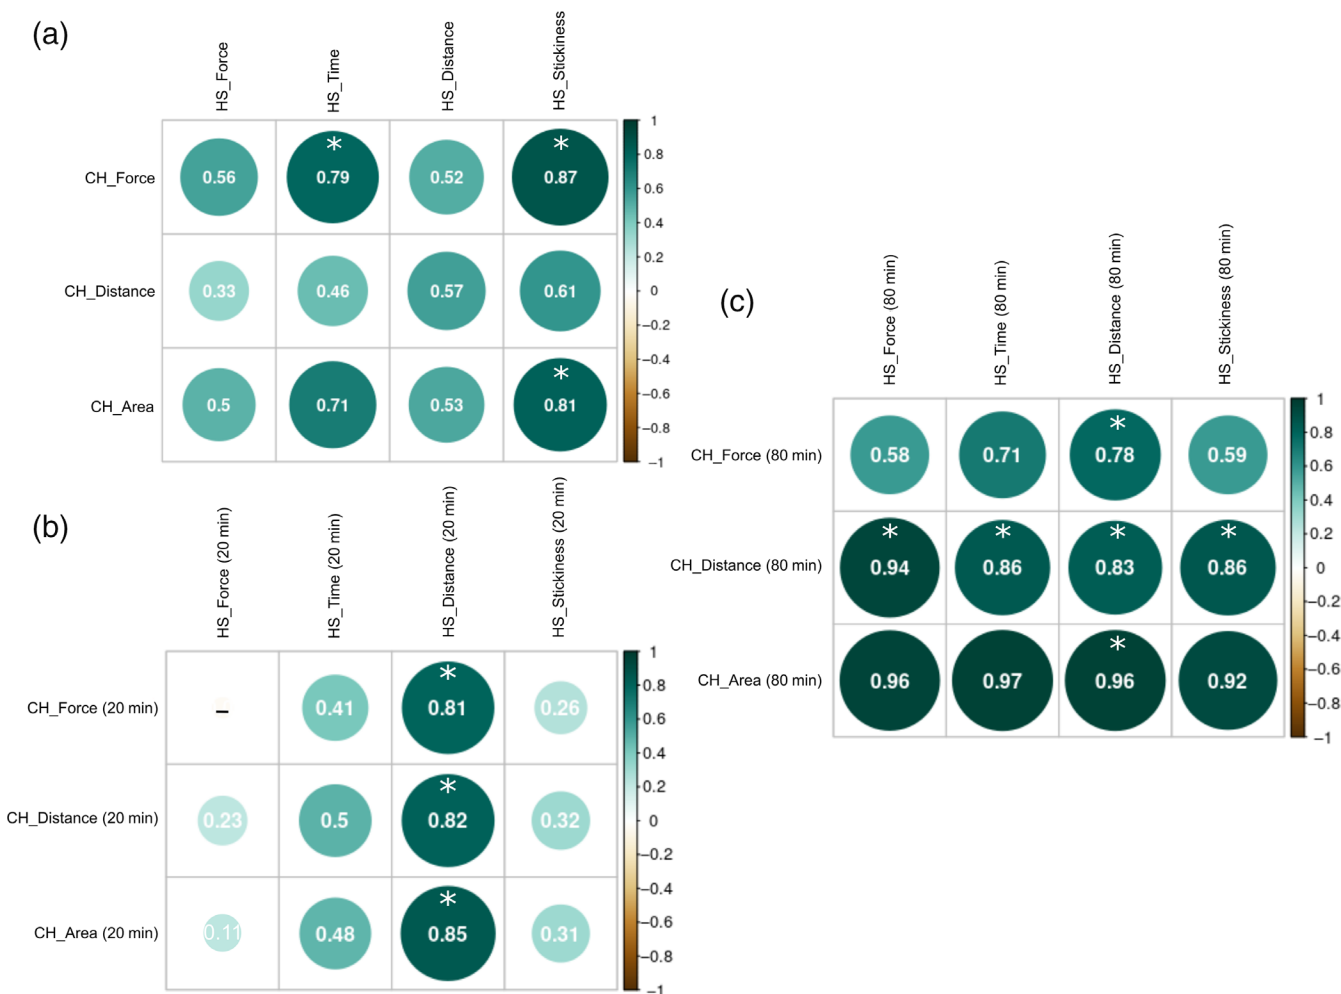 (a)
HS_Force
HS_Time
HS_Distance
HS_Stickiness
CH_Force 0.56 * 0.79 0.52 * 0.87
CH_Distance 0.33 0.46 0.57 0.61
CH_Area 0.5 0.71 0.53 * 0.81
1
0.8
0.6
0.4
0.2
0
−0.2
−0.4
−0.6
−0.8
−1
(b)
HS_Force (20 min)
HS_Time (20 min)
HS_Distance (20 min)
HS_Stickiness (20 min)
CH_Force (20 min) – 0.41 * 0.81 0.26
CH_Distance (20 min) 0.23 0.5 * 0.82 0.32
CH_Area (20 min) 0.11 0.48 * 0.85 0.31
1
0.8
0.6
0.4
0.2
0
−0.2
−0.4
−0.6
−0.8
−1
(c)
HS_Force (80 min)
HS_Time (80 min)
HS_Distance (80 min)
HS_Stickiness (80 min)
CH_Force (80 min) 0.58 0.71 * 0.78 0.59
CH_Distance (80 min) * 0.94 * 0.86 * 0.83 * 0.86
CH_Area (80 min) 0.96 0.97 * 0.96 0.92
1
0.8
0.6
0.4
0.2
0
−0.2
−0.4
−0.6
−0.8
−1